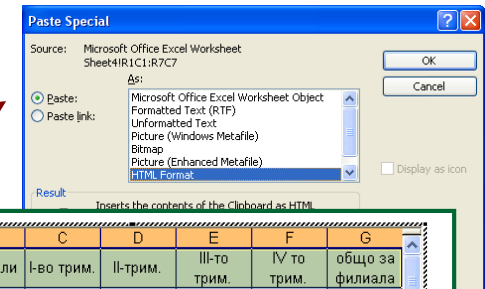 Paste Special
Source: Microsoft Office Excel Worksheet
Sheet4!R1C1:R7C7
OK
As:
Cancel
Paste:
Paste link:
Microsoft Office Excel Worksheet Object
Formatted Text (RTF)
Unformatted Text
Picture (Windows Metafile)
Bitmap
Picture (Enhanced Metafile)
HTML Format
Display as icon
Result
Inserts the contents of the Clipboard as HTML
C D E F G
ли I-во трим. II-трим. III-то трим. IV то трим. общо за филиала